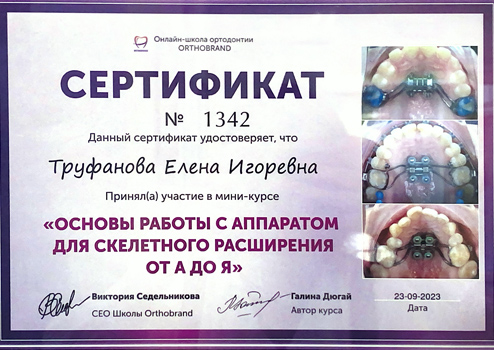 Онлайн-школа ортодонтии
ORTHOBRAND
СЕРТИФИКАТ
№ 1342
Данный сертификат удостоверяет, что
Труфанова Елена Игоревна
Принял(а) участие в мини-курсе
«ОСНОВЫ РАБОТЫ С АППАРАТОМ
ДЛЯ СКЕЛЕТНОГО РАСШИРЕНИЯ
ОТ А ДО Я»
Виктория Седельникова
CEO Школы Orthobrand
Галина Дюгай
Автор курса
23-09-2023
Дата